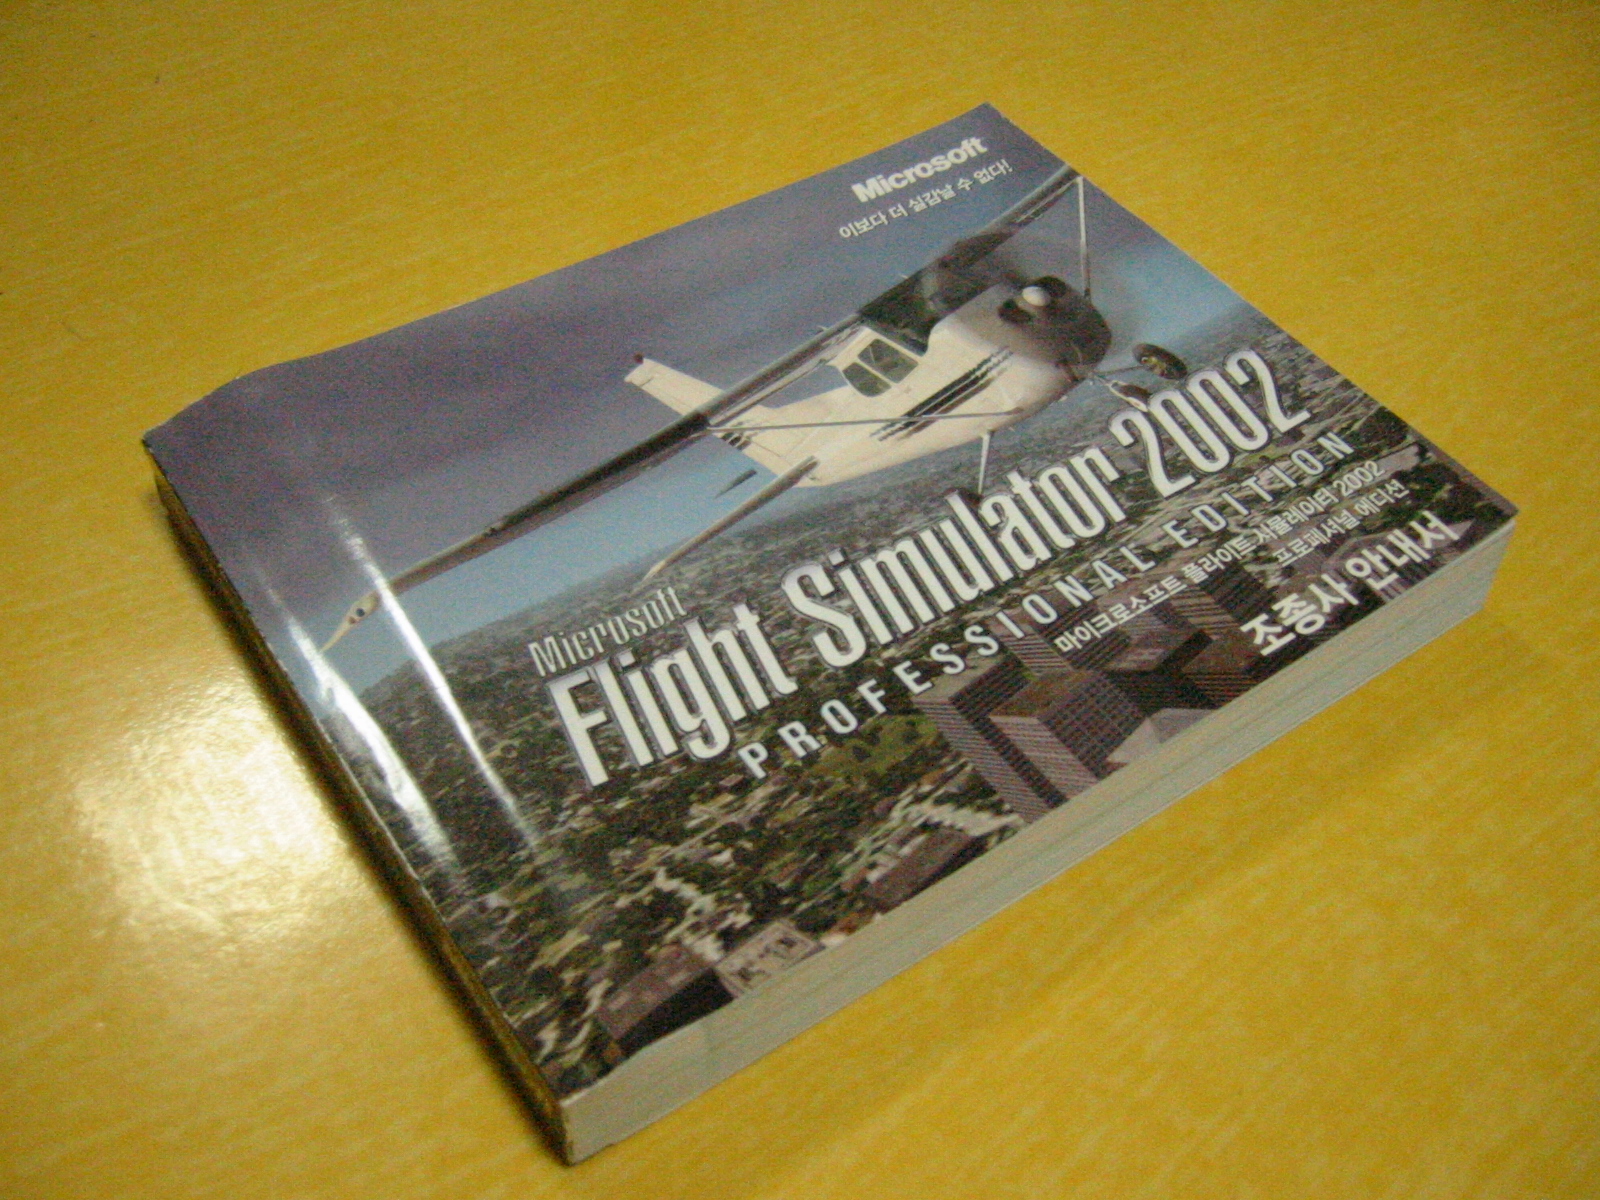 Microsoft
이보다 더 실감날 수 없다!
Microsoft
Flight Simulator 2002
PROFESSIONAL EDITION
마이크로소프트 플라이트 시뮬레이터 2002
프로페셔널 에디션
조종사 안내서